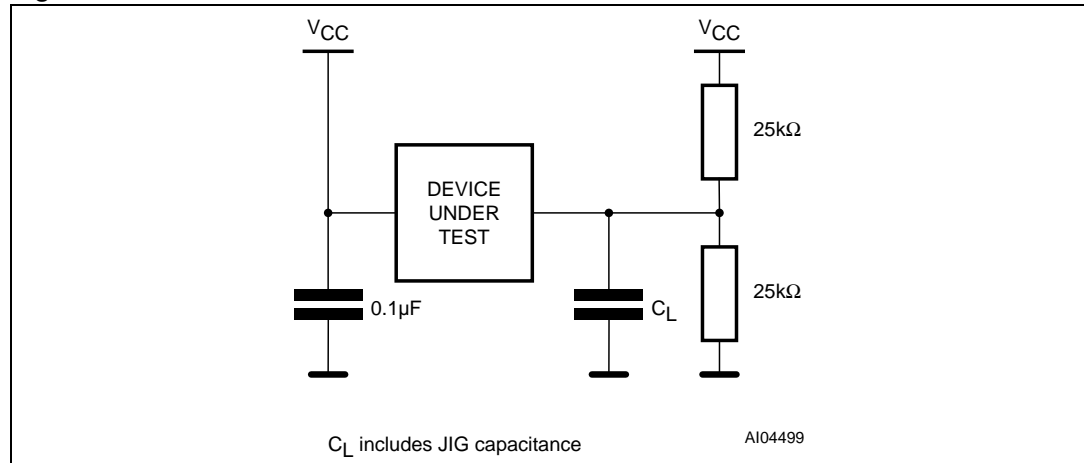 VCC
VCC
25kΩ
DEVICE
UNDER
TEST
0.1µF
CL
25kΩ
CL includes JIG capacitance
AI04499